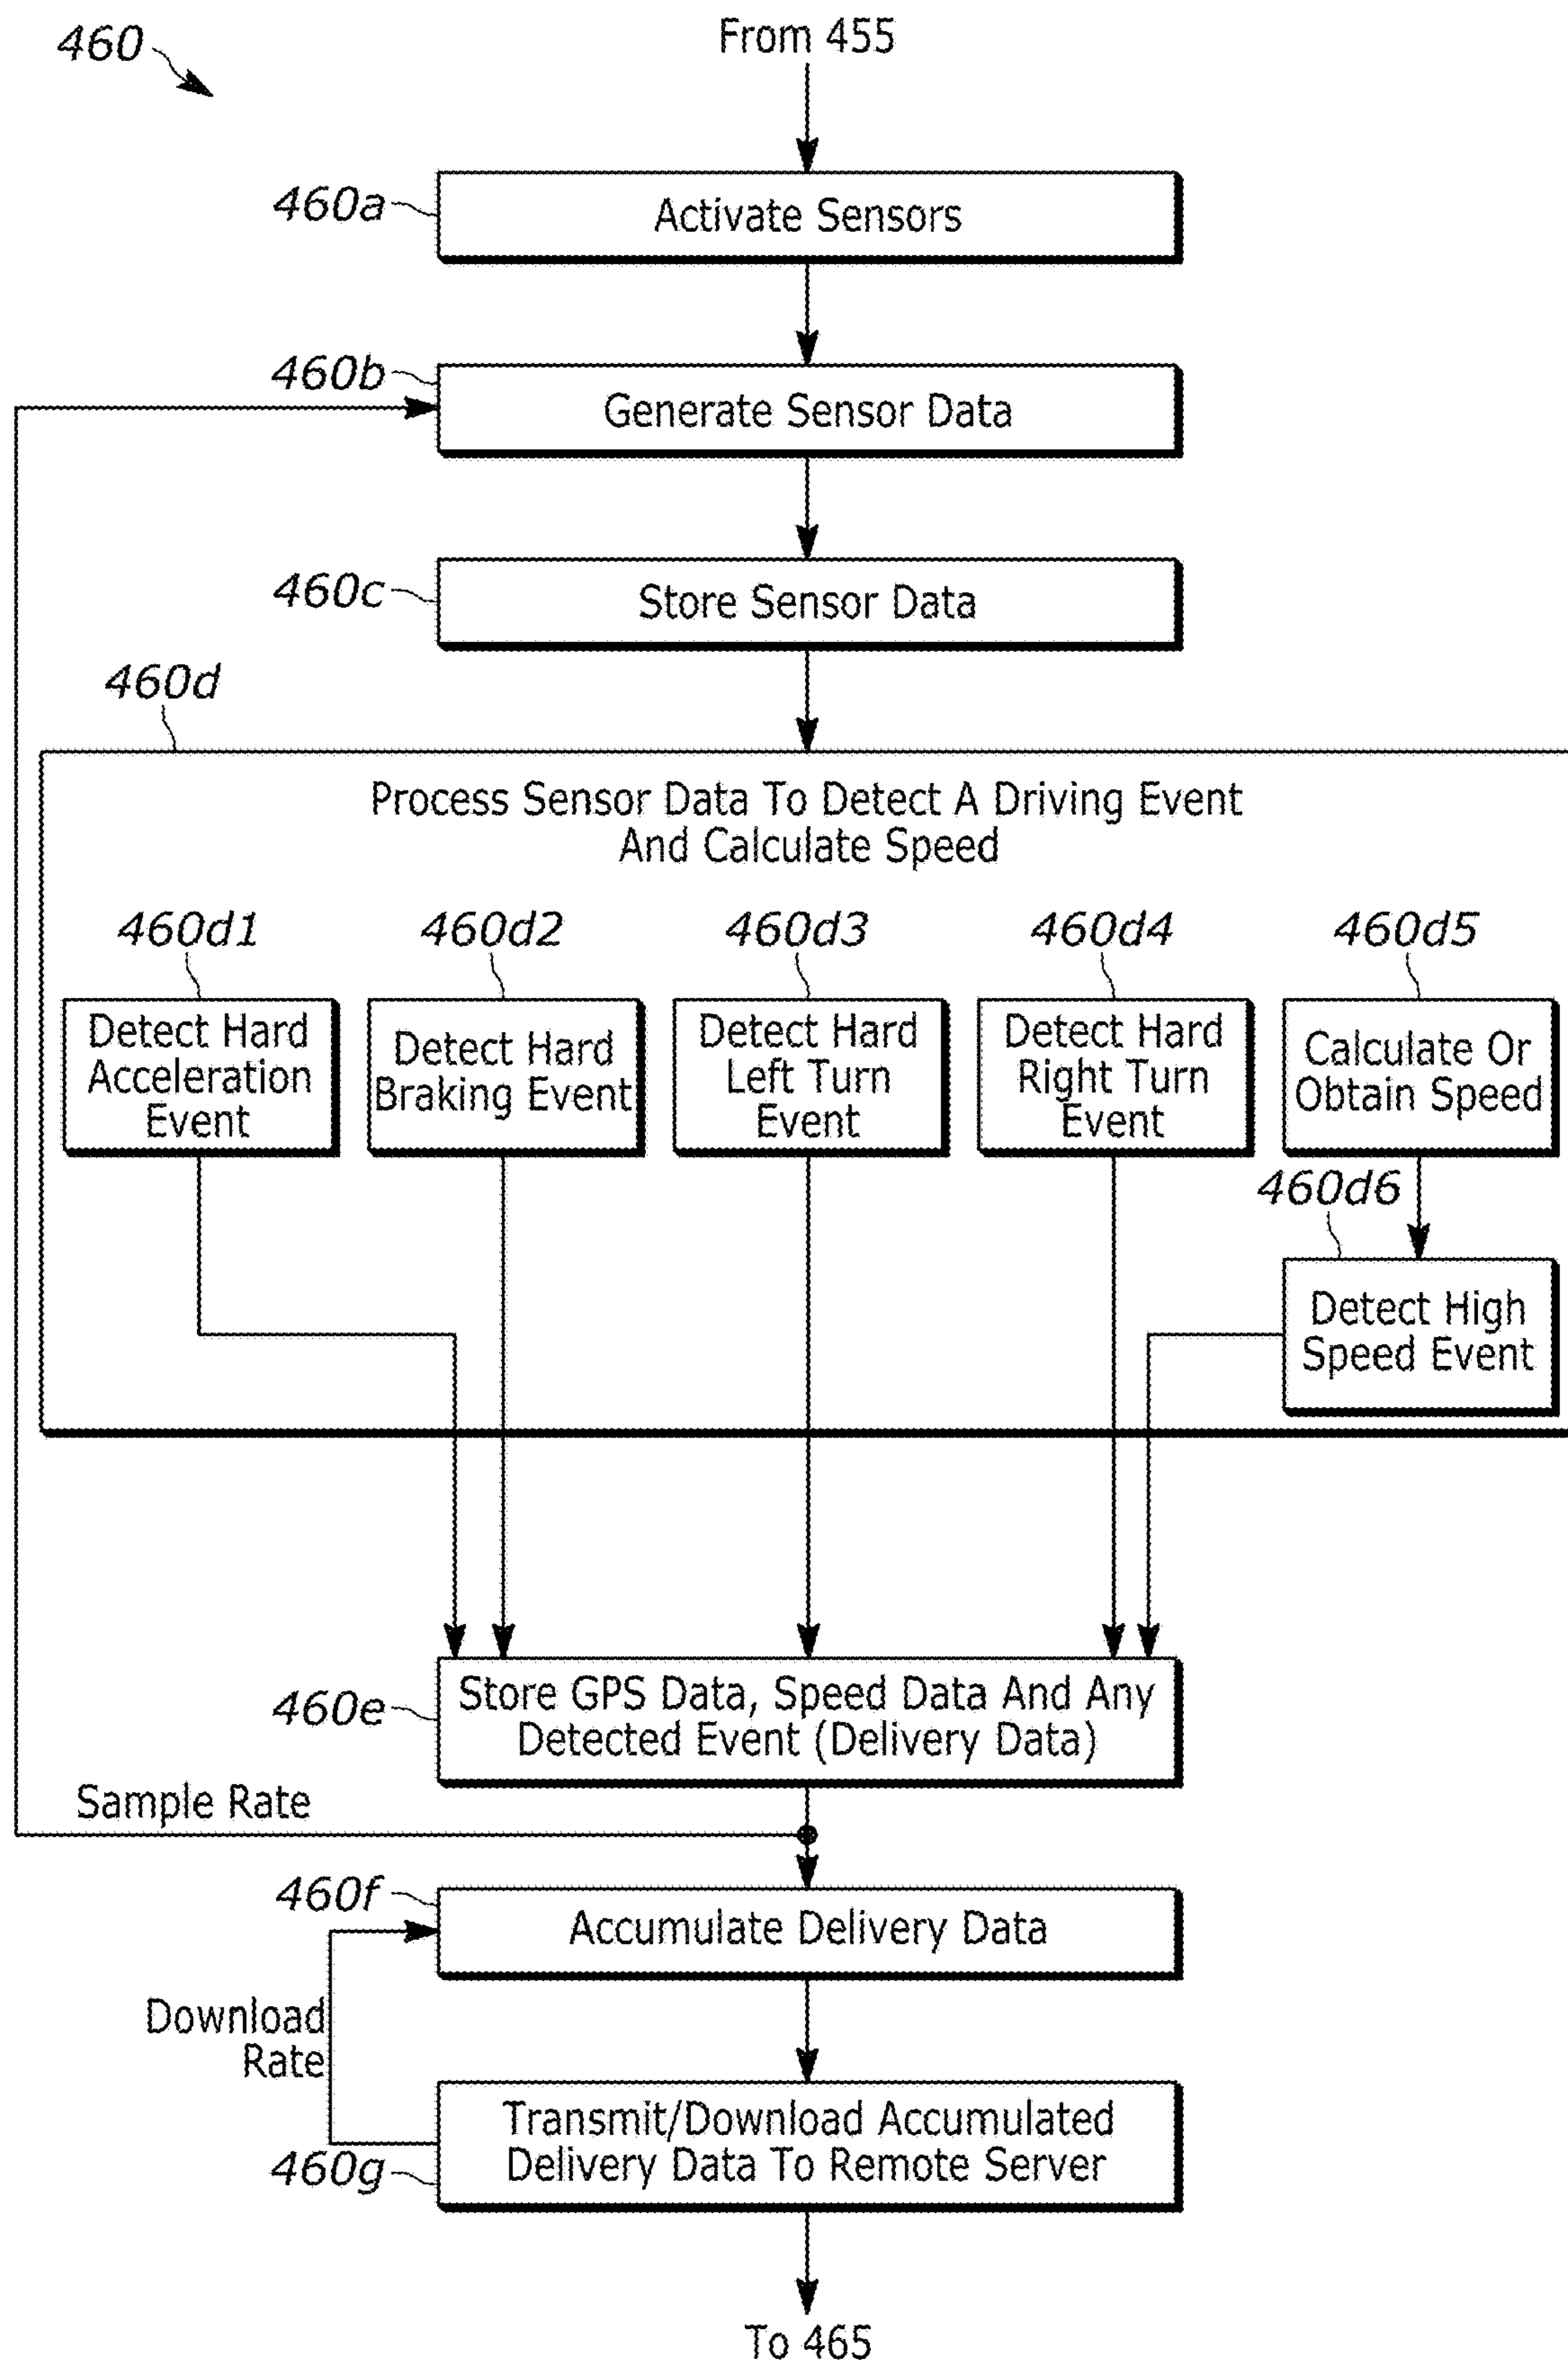 460
From 455
460a
Activate Sensors
460b
Generate Sensor Data
460c
Store Sensor Data
460d
Process Sensor Data To Detect A Driving Event
And Calculate Speed
460d1
Detect Hard
Acceleration
Event
460d2
Detect Hard
Braking Event
460d3
Detect Hard
Left Turn
Event
460d4
Detect Hard
Right Turn
Event
460d5
Calculate Or
Obtain Speed
460d6
Detect High
Speed Event
460e
Store GPS Data, Speed Data And Any
Detected Event (Delivery Data)
Sample Rate
460f
Accumulate Delivery Data
Download
Rate
460g
Transmit/Download Accumulated
Delivery Data To Remote Server
To 465